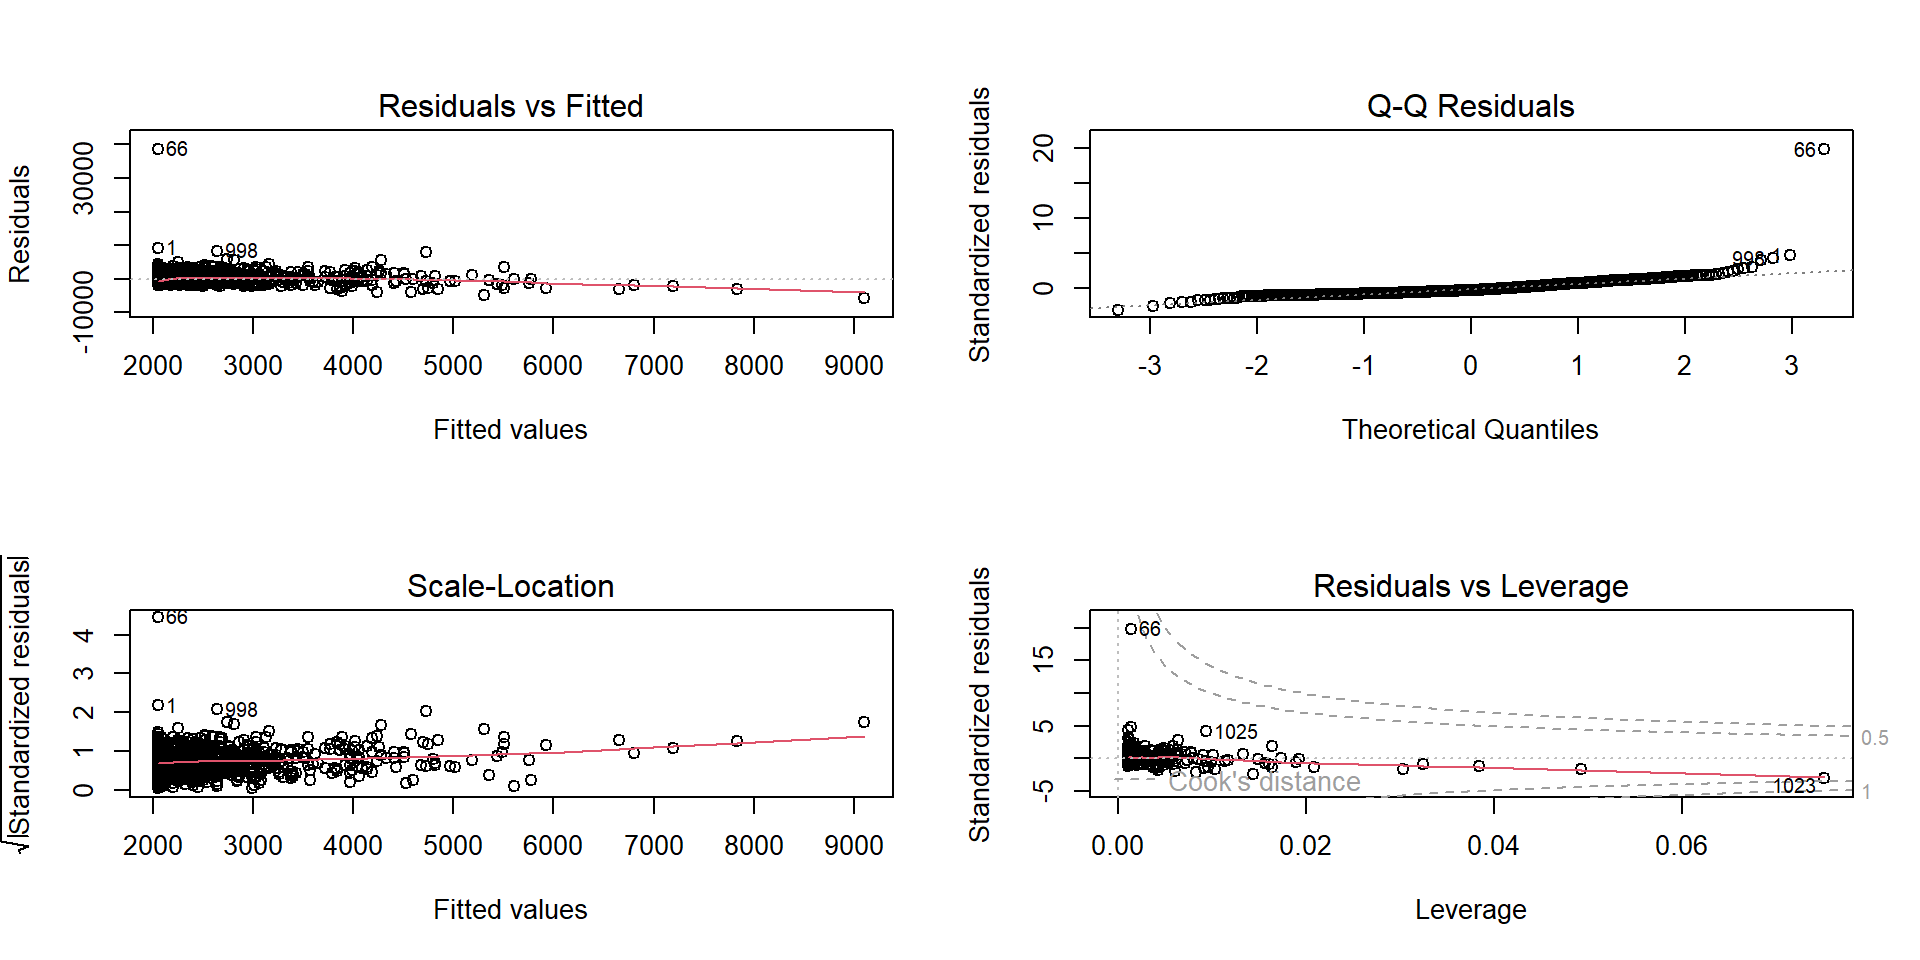 Residuals vs Fitted
Residuals
30000
-10000
66
1
998
2000 3000 4000 5000 6000 7000 8000 9000
Fitted values
Q-Q Residuals
Standardized residuals
20
10
0
66
998 1
-3 -2 -1 0 1 2 3
Theoretical Quantiles
Scale-Location
√|Standardized residuals|
4
3
2
1
0
66
1
998
2000 3000 4000 5000 6000 7000 8000 9000
Fitted values
Residuals vs Leverage
Standardized residuals
15
5
-5
66
1025
1023
Cook's distance
0.5
1
0.00 0.02 0.04 0.06
Leverage